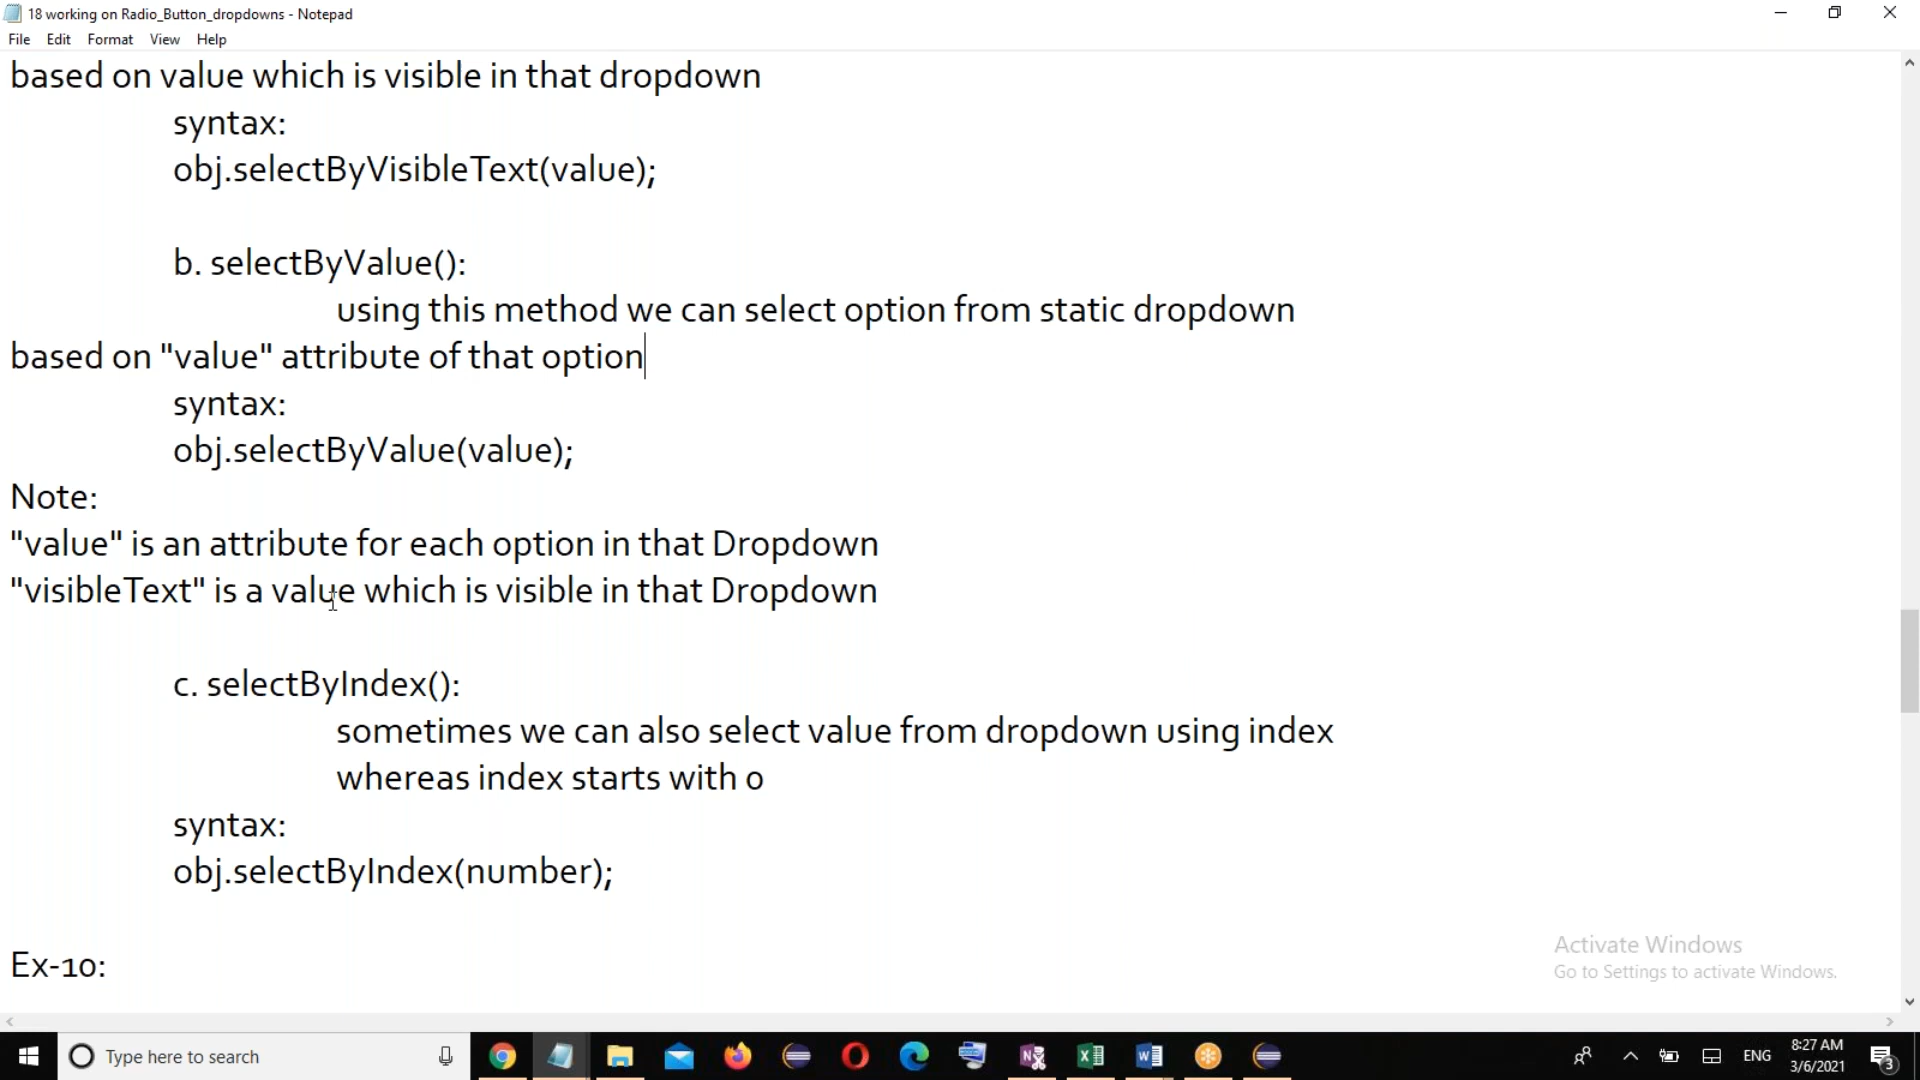 18 working on Radio_Button_dropdowns - Notepad
File Edit Format View Help
based on value which is visible in that dropdown
syntax:
obj.selectByVisibleText(value);
b. selectByValue():
using this method we can select option from static dropdown
based on "value" attribute of that option
syntax:
obj.selectByValue(value);
Note:
"value" is an attribute for each option in that Dropdown
"visibleText" is a value which is visible in that Dropdown
c. selectByIndex():
sometimes we can also select value from dropdown using index
whereas index starts with 0
syntax:
obj.selectByIndex(number);
Ex-10:
Activate Windows
Go to Settings to activate Windows.
Type here to search
ENG
8:27 AM
3/6/2021
3